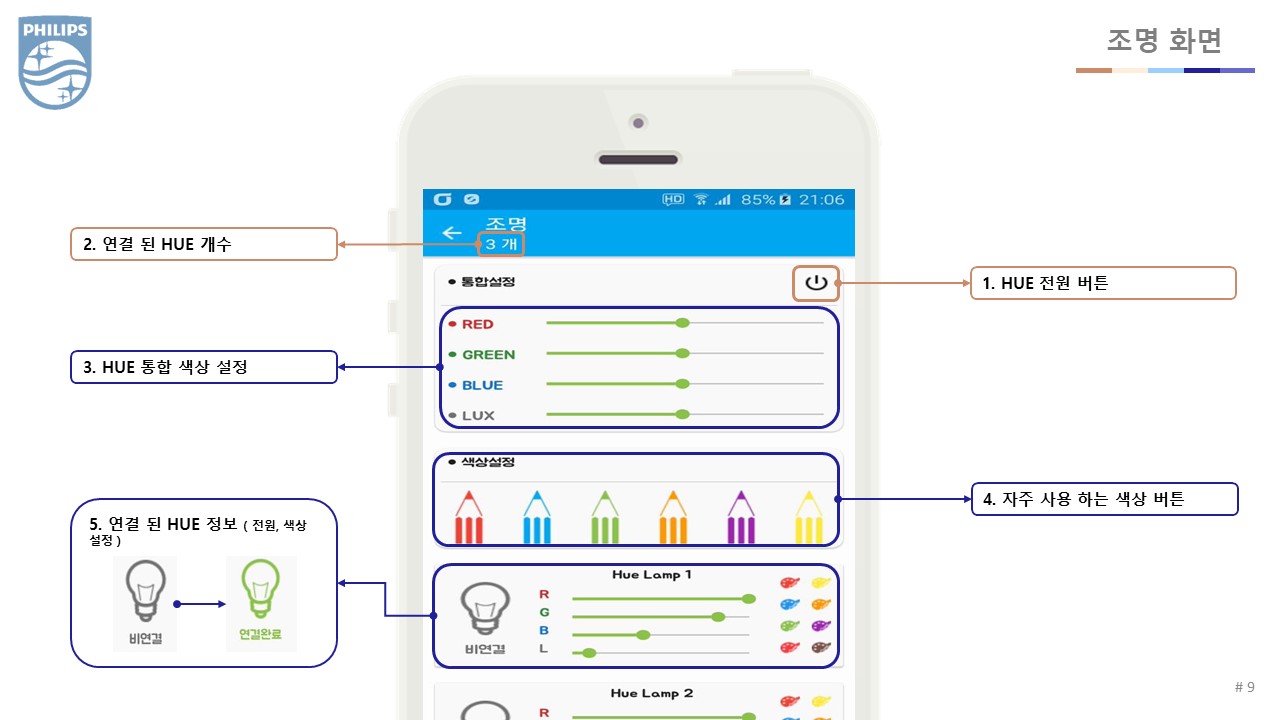 PHILIPS
조명 화면
HD 85% 21:06
조명
3 개
2. 연결 된 HUE 개수
통합설정
1. HUE 전원 버튼
RED
GREEN
BLUE
LUX
3. HUE 통합 색상 설정
색상설정
4. 자주 사용 하는 색상 버튼
5. 연결 된 HUE 정보 ( 전원, 색상
설정 )
비연결
연결완료
Hue Lamp 1
R
G
B
L
비연결
Hue Lamp 2
R
# 9